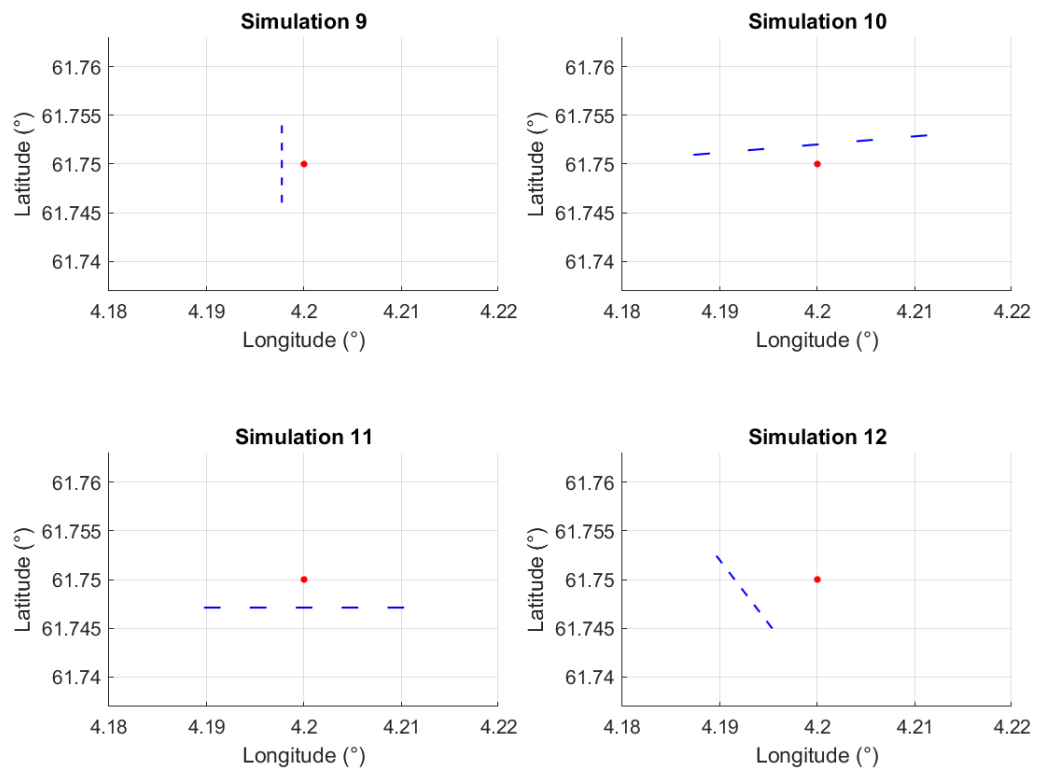 Simulation 9
Latitude (°)
61.76
61.755
61.75
61.745
61.74
4.18 4.19 4.2 4.21 4.22
Longitude (°)
Simulation 10
Latitude (°)
61.76
61.755
61.75
61.745
61.74
4.18 4.19 4.2 4.21 4.22
Longitude (°)
Simulation 11
Latitude (°)
61.76
61.755
61.75
61.745
61.74
4.18 4.19 4.2 4.21 4.22
Longitude (°)
Simulation 12
Latitude (°)
61.76
61.755
61.75
61.745
61.74
4.18 4.19 4.2 4.21 4.22
Longitude (°)